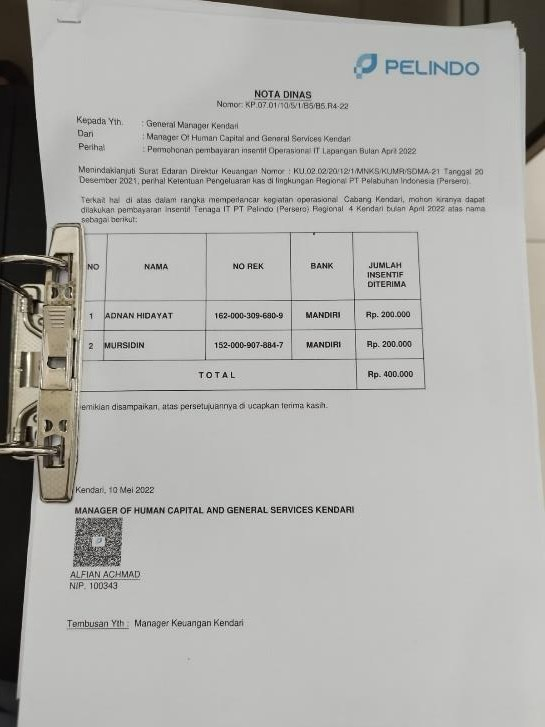 PELINDO
NOTA DINAS
Nomor: KP.07.01/10/5/1/B5/B5.R4-22
Kepada Yth. : General Manager Kendari
Dari : Manager Of Human Capital and General Services Kendari
Perihal : Permohonan pembayaran insentif Operasional IT Lapangan Bulan April 2022
Menindaklanjuti Surat Edaran Direktur Keuangan Nomor : KU.02.02/20/12/1/MNKS/KUMR/SDMA-21 Tanggal 20
Desember 2021, perihal Ketentuan Pengeluaran kas di lingkungan Regional PT Pelabuhan Indonesia (Persero).
Terkait hal di atas dalam rangka memperlancar kegiatan operasional Cabang Kendari, mohon kiranya dapat
dilakukan pembayaran insentif Tenaga IT PT Pelindo (Persero) Regional 4 Kendari bulan April 2022 atas nama
sebagai berikut:
NO NAMA NO REK BANK JUMLAH
INSENTIF
DITERIMA
1 ADNAN HIDAYAT 162-000-309-680-9 MANDIRI Rp. 200.000
2 MURSIDIN 152-000-907-884-7 MANDIRI Rp. 200.000
TOTAL Rp. 400.000
emikian disampaikan, atas persetujuannya di ucapkan terima kasih.
Kendari, 10 Mei 2022
MANAGER OF HUMAN CAPITAL AND GENERAL SERVICES KENDARI
ALFIAN ACHMAD
NIP. 100343
Tembusan Yth : Manager Keuangan Kendari